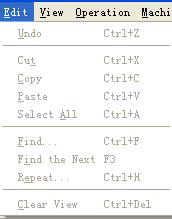 Edit View Operation Machi
Undo Ctrl+Z
Cut Ctrl+X
Copy Ctrl+C
Paste Ctrl+V
Select All Ctrl+A
Find... Ctrl+F
Find the Next F3
Repeat... Ctrl+H
Clear View Ctrl+Del